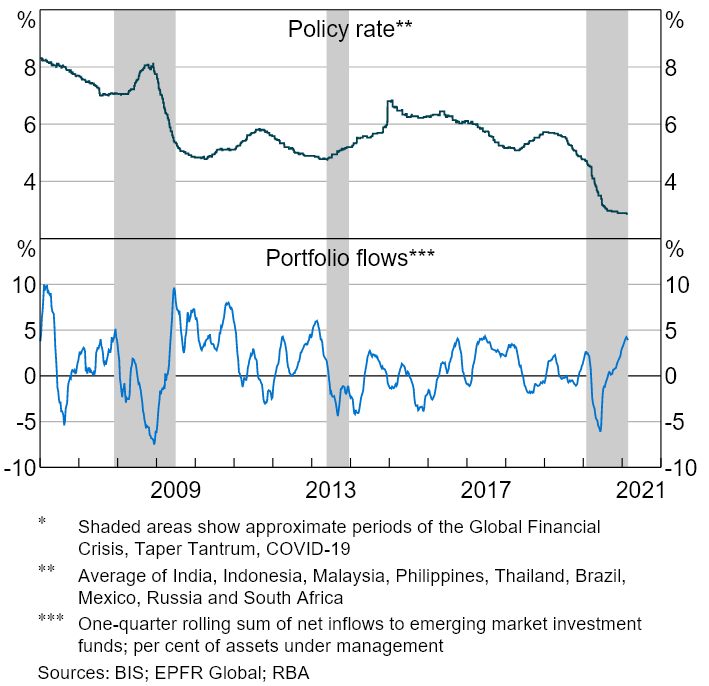 %
Policy rate**
%
8
8
6
6
4
4
%
Portfolio flows***
%
10
10
5
5
0
0
-5
-5
-10
-10
2009
2013
2017
2021
* Shaded areas show approximate periods of the Global Financial
Crisis, Taper Tantrum, COVID-19
** Average of India, Indonesia, Malaysia, Philippines, Thailand, Brazil,
Mexico, Russia and South Africa
*** One-quarter rolling sum of net inflows to emerging market investment
funds; per cent of assets under management
Sources: BIS; EPFR Global; RBA